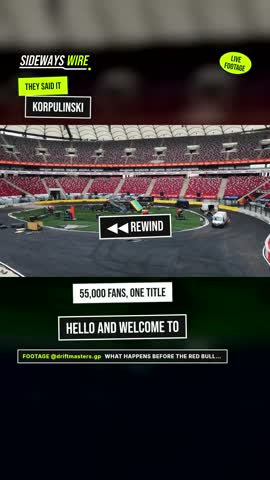 SIDEWAYS WIRE.
LIVE
FOOTAGE
THEY SAID IT
KORPULINSKI
REWIND
55,000 FANS, ONE TITLE
HELLO AND WELCOME TO
FOOTAGE @driftmasters.gp WHAT HAPPENS BEFORE THE RED BULL...